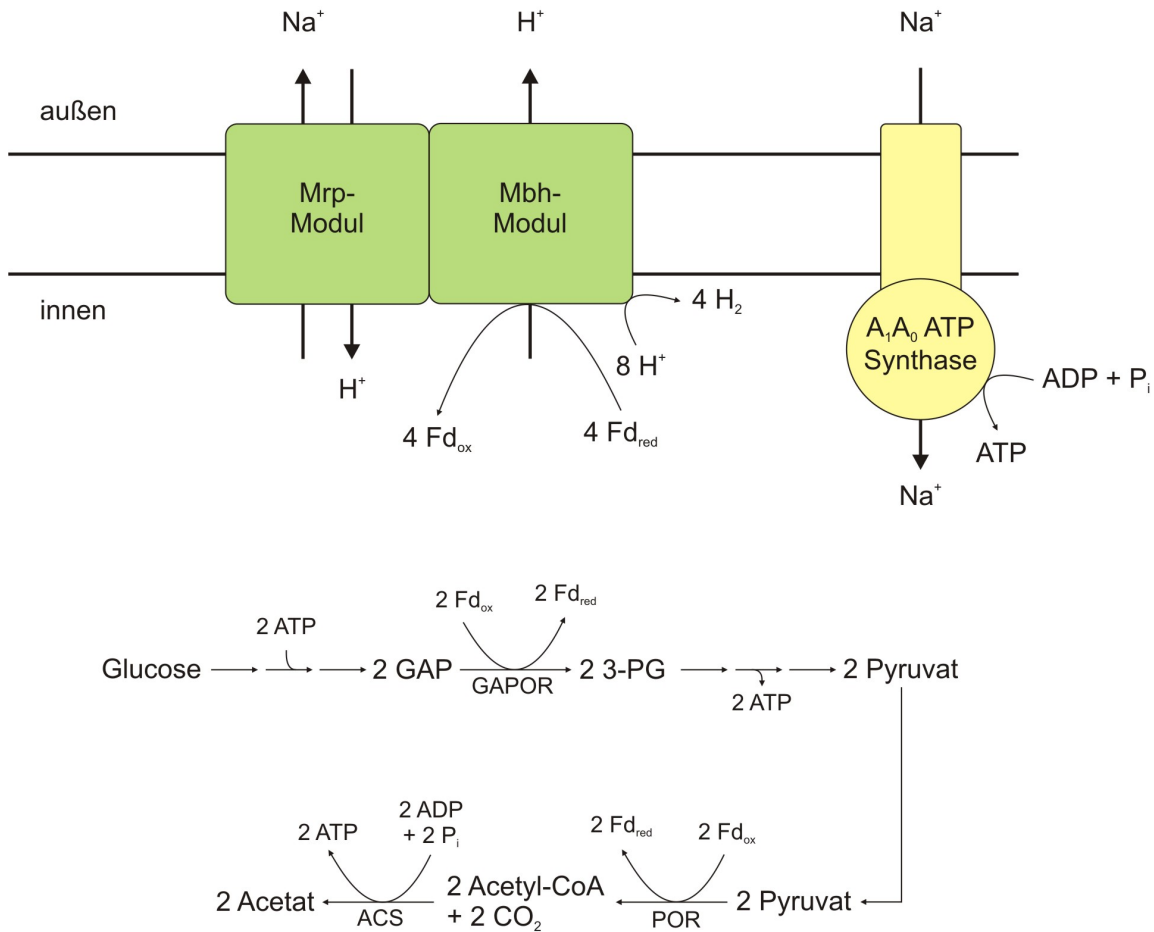 Na⁺
H⁺
Na⁺
außen
Mrp-
Modul
Mbh-
Modul
innen
4 H₂
8 H⁺
H⁺
4 Fdₒₓ
4 Fd_red
A₁A₀ ATP
Synthase
ADP + Pᵢ
ATP
Na⁺
2 Fdₒₓ
2 Fd_red
2 ATP
Glucose
2 GAP
GAPOR
2 3-PG
2 ATP
2 Pyruvat
2 ATP
2 ADP
+ 2 Pᵢ
2 Fd_red
2 Fdₒₓ
2 Acetat
ACS
2 Acetyl-CoA
+ 2 CO₂
POR
2 Pyruvat